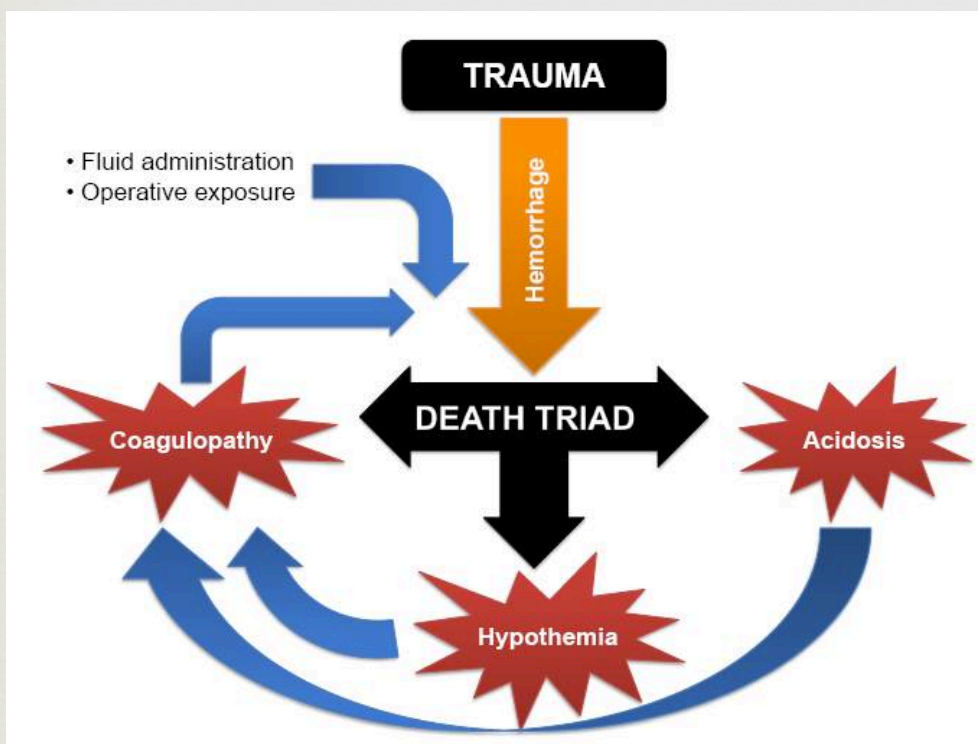 TRAUMA
• Fluid administration
• Operative exposure
Hemorrhage
DEATH TRIAD
Coagulopathy
Acidosis
Hypothemia